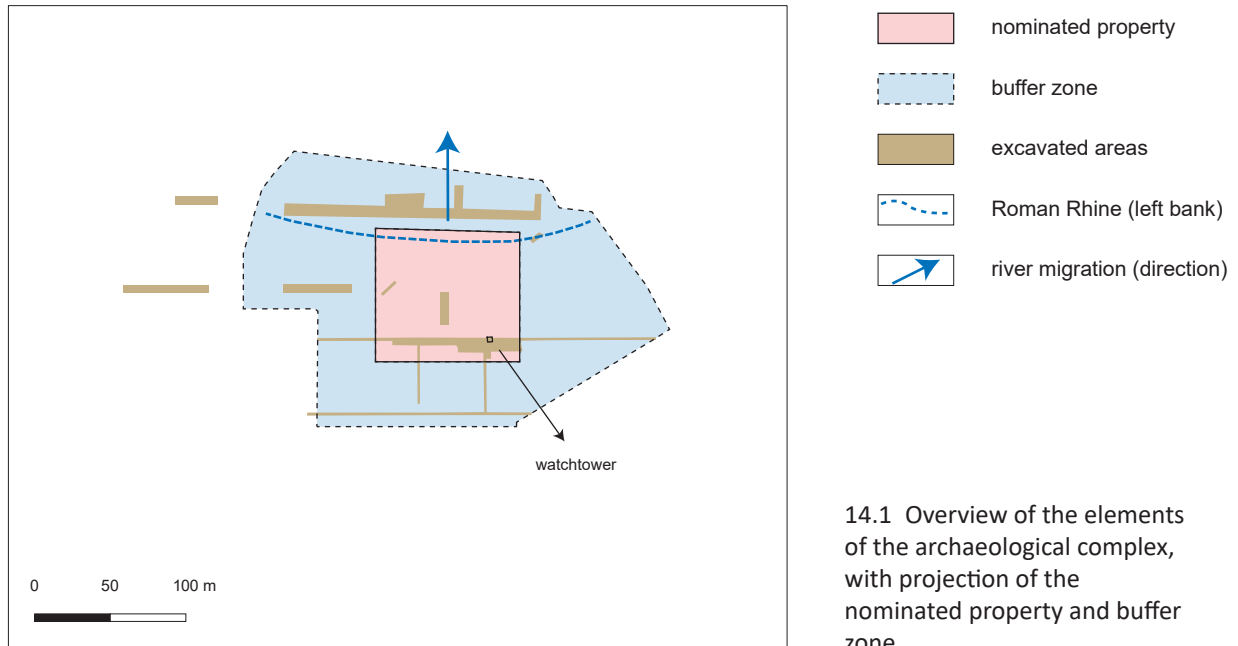 nominated property
buffer zone
excavated areas
Roman Rhine (left bank)
river migration (direction)
watchtower
0 50 100 m
14.1 Overview of the elements
of the archaeological complex,
with projection of the
nominated property and buffer
zone